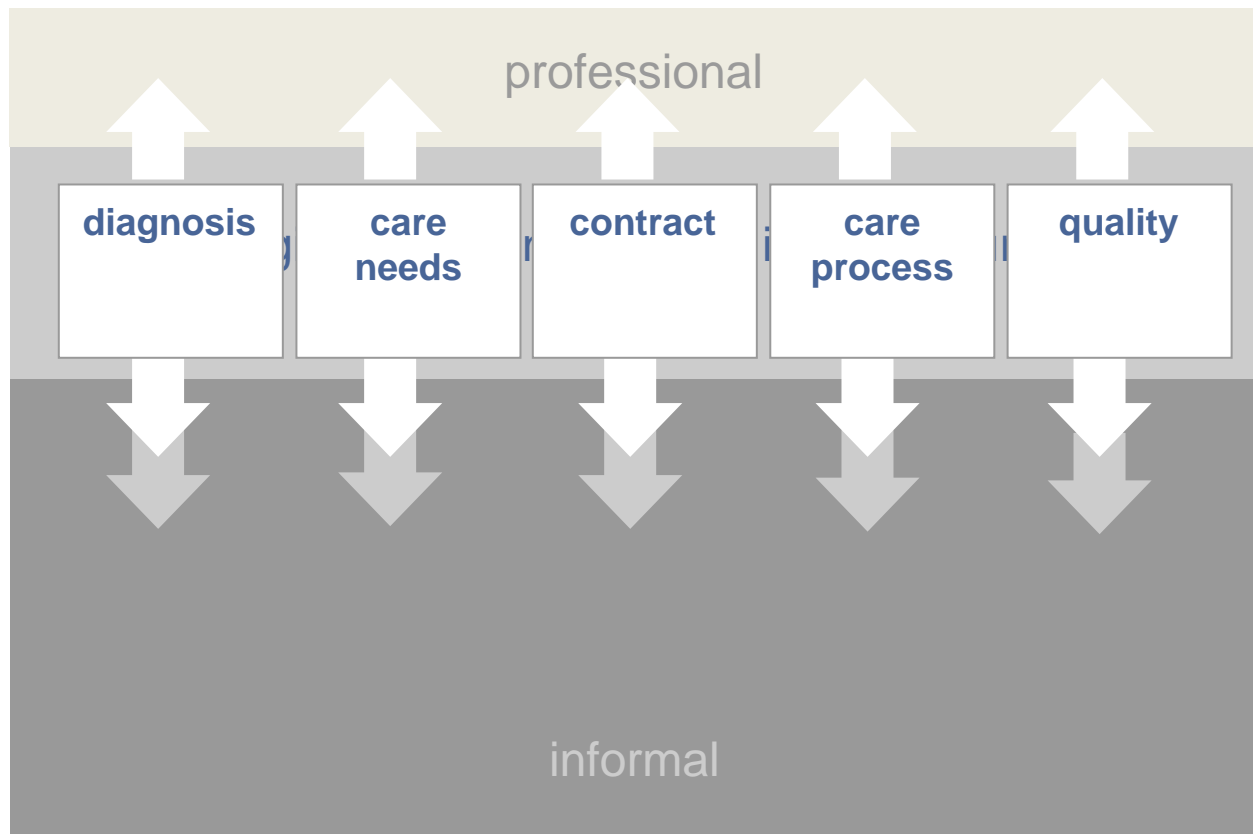 professional
diagnosis
care
needs
contract
care
process
quality
informal